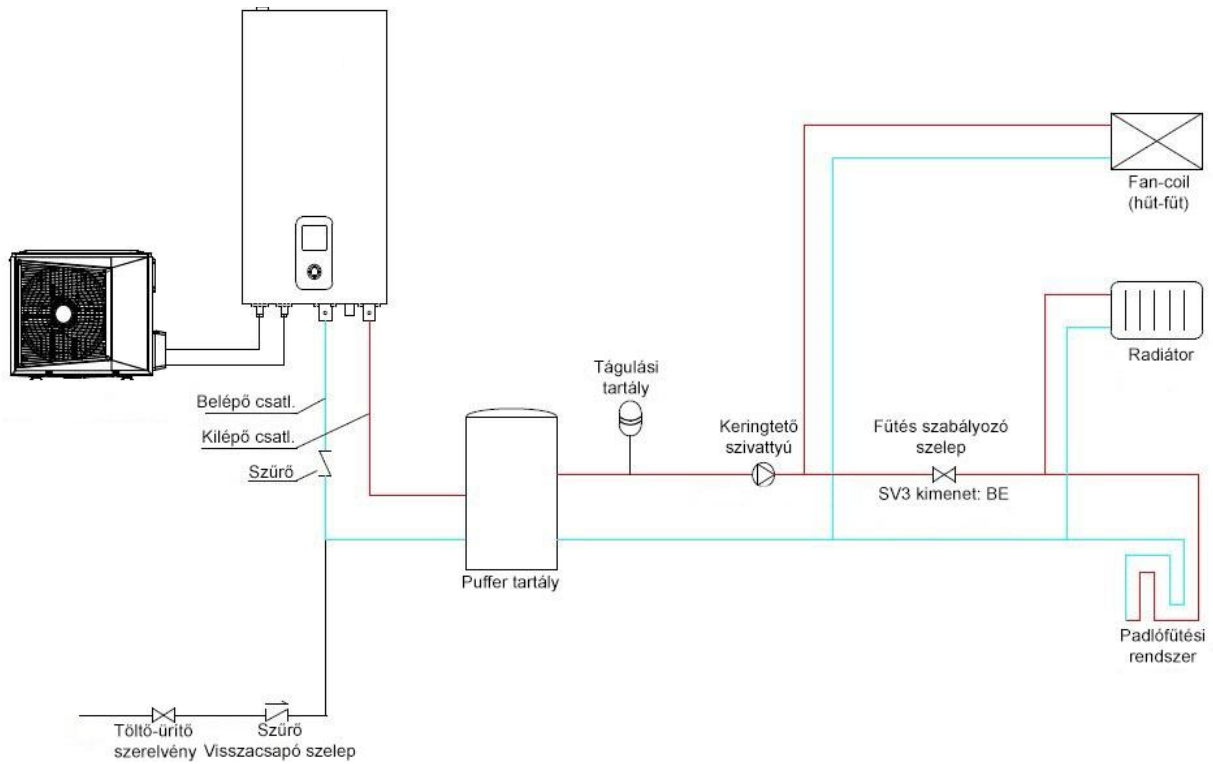 Fan-coil
(hűt-fűt)
Radiátor
Tágulási
tartály
Belépő csatl.
Kilépő csatl.
Szűrő
Keringtető
szivattyú
Fűtés szabályozó
szelep
SV3 kimenet: BE
Puffer tartály
Padlófűtési
rendszer
Töltő-ürítő
szerelvény
Szűrő
Visszacsapó szelep